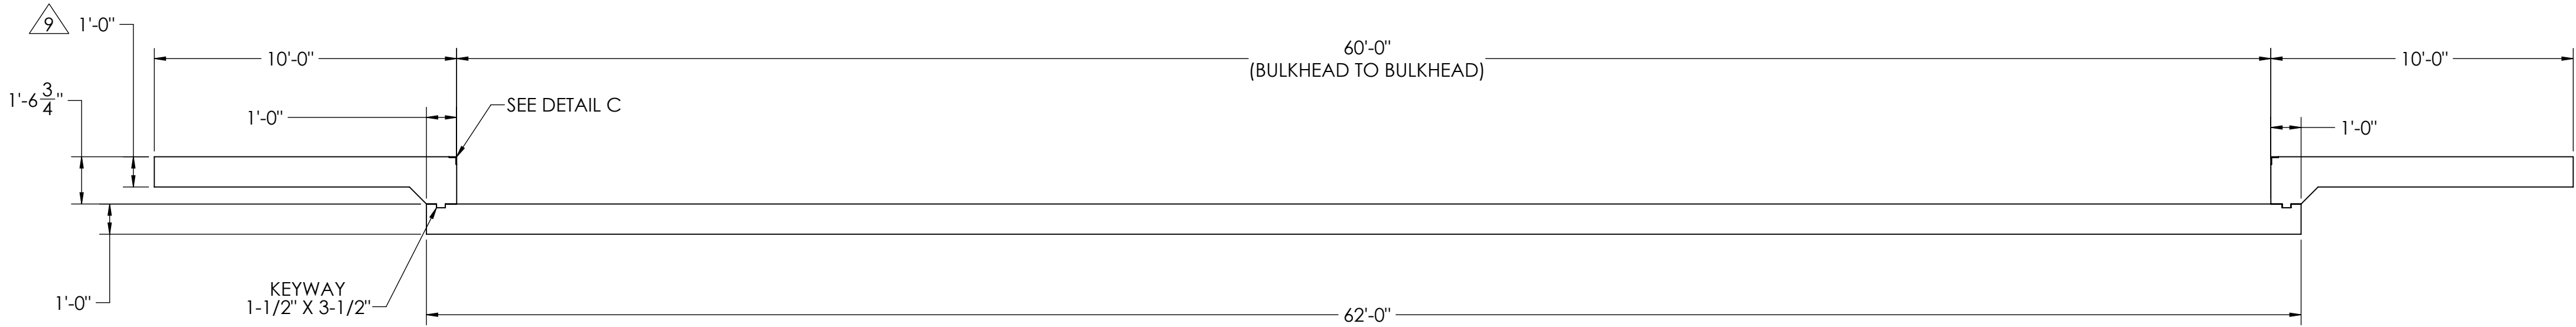 9
1'-0"
10'-0"
60'-0"
(BULKHEAD TO BULKHEAD)
10'-0"
1'-6 3/4"
1'-0"
SEE DETAIL C
1'-0"
1'-0"
KEYWAY
1-1/2" X 3-1/2"
62'-0"